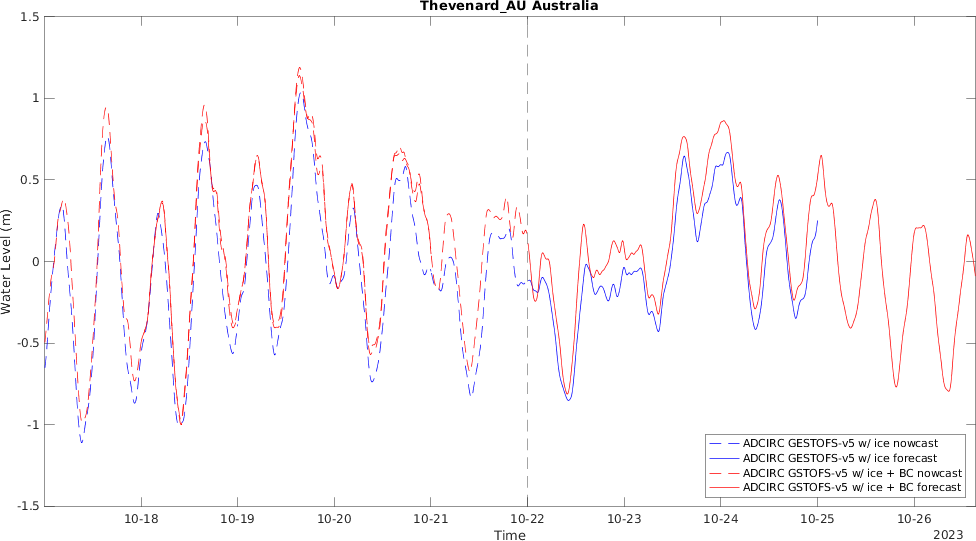 Thevenard_AU Australia
1.5
1
0.5
0
-0.5
-1
-1.5
Water Level (m)
ADCIRC GESTOFS-v5 w/ ice nowcast
ADCIRC GESTOFS-v5 w/ ice forecast
ADCIRC GSTOFS-v5 w/ ice + BC nowcast
ADCIRC GSTOFS-v5 w/ ice + BC forecast
10-18 10-19 10-20 10-21 10-22 10-23 10-24 10-25 10-26
Time
2023